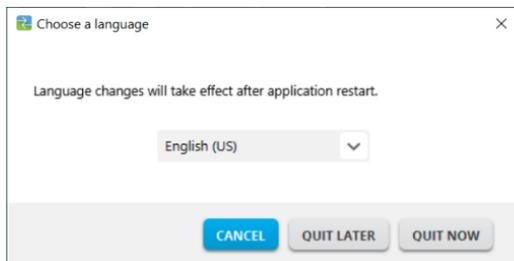 Choose a language
Language changes will take effect after application restart.
English (US)
CANCEL QUIT LATER QUIT NOW